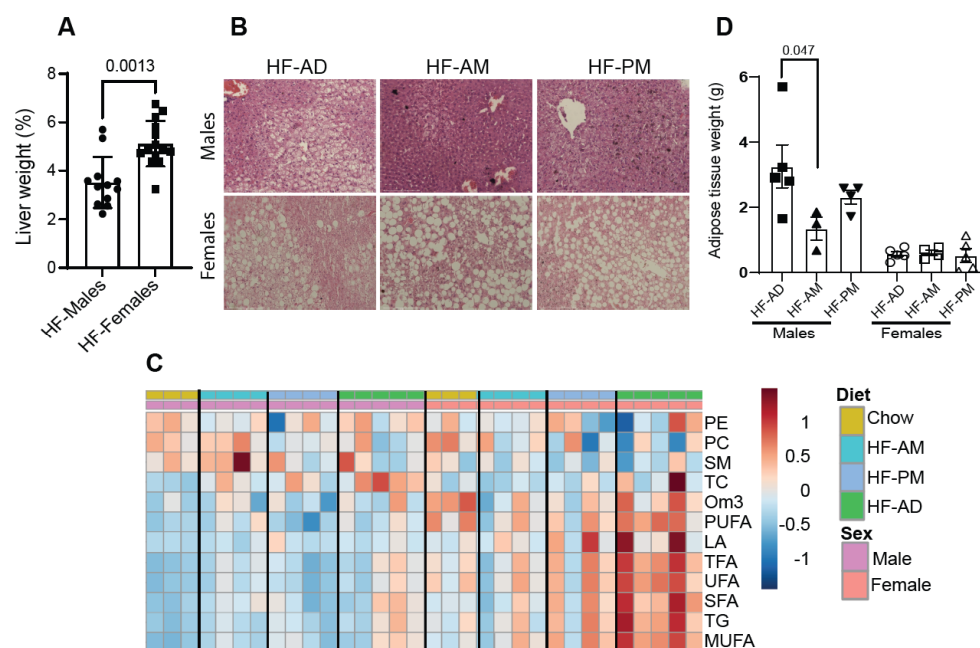 A
0.0013
8
6
4
2
0
Liver weight (%)
HF-Males
HF-Females
B
HF-AD
HF-AM
HF-PM
Males
Females
D
0.047
6
4
2
0
Adipose tissue weight (g)
HF-AD
HF-AM
HF-PM
HF-AD
HF-AM
HF-PM
Males
Females
C
PE
PC
SM
TC
Om3
PUFA
LA
TFA
UFA
SFA
TG
MUFA
1
0.5
0
-0.5
-1
Diet
Chow
HF-AM
HF-PM
HF-AD
Sex
Male
Female